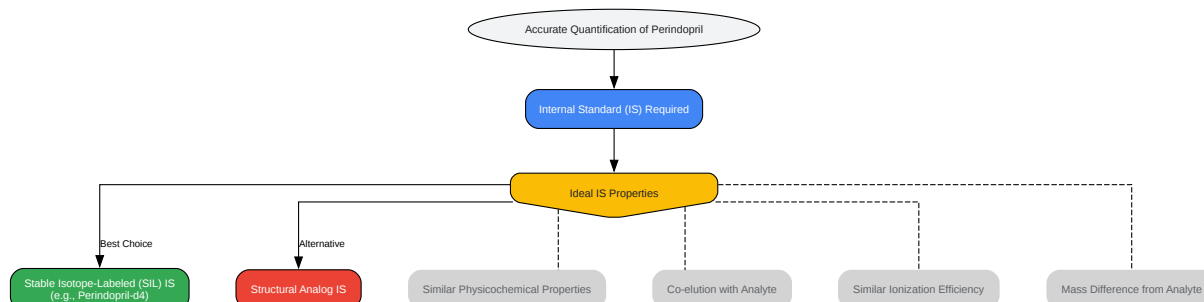 Accurate Quantification of Perindopril
Internal Standard (IS) Required
Ideal IS Properties
Best Choice
Alternative
Stable Isotope-Labeled (SIL) IS
(e.g., Perindopril-d4)
Structural Analog IS
Similar Physicochemical Properties
Co-elution with Analyte
Similar Ionization Efficiency
Mass Difference from Analyte